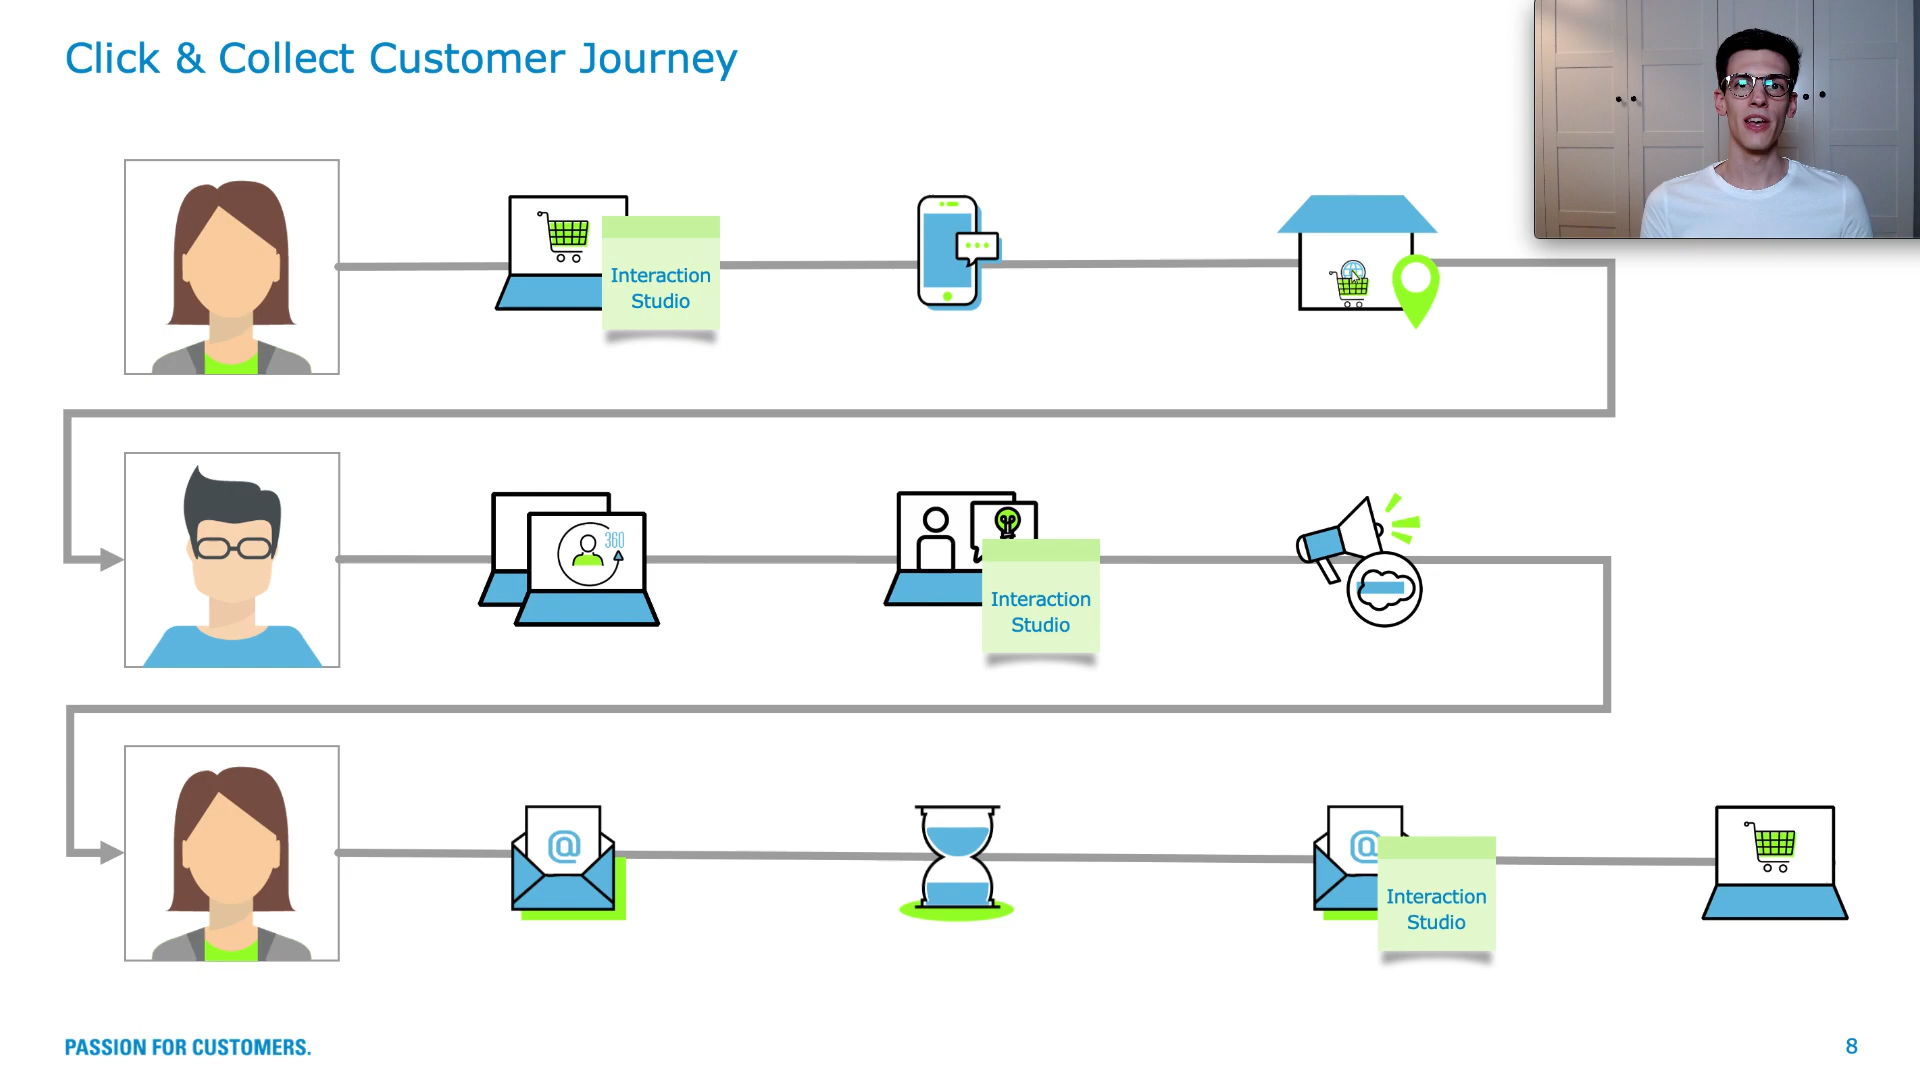 Click & Collect Customer Journey
Interaction
Studio
360
Interaction
Studio
@
@
Interaction
Studio
PASSION FOR CUSTOMERS.
8